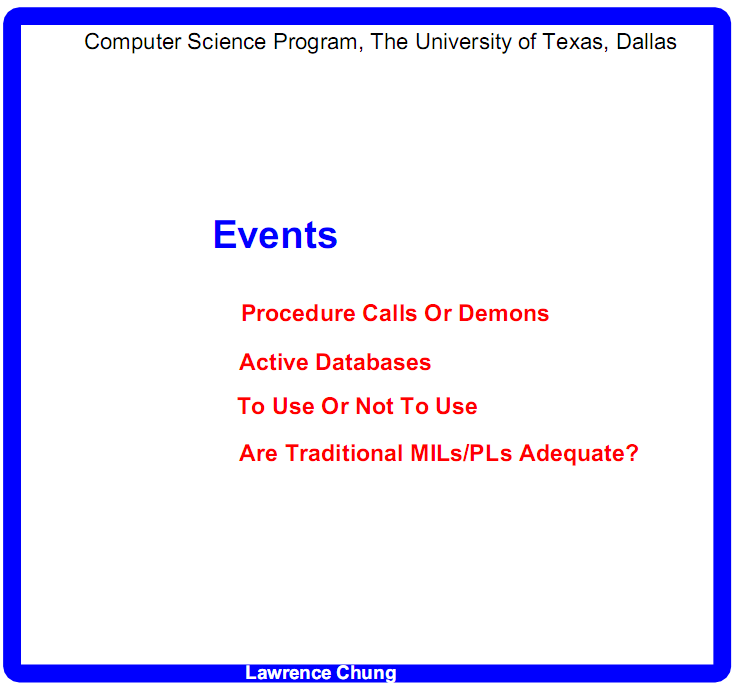 Computer Science Program, The University of Texas, Dallas
Events
Procedure Calls Or Demons
Active Databases
To Use Or Not To Use
Are Traditional MILs/PLs Adequate?
Lawrence Chung